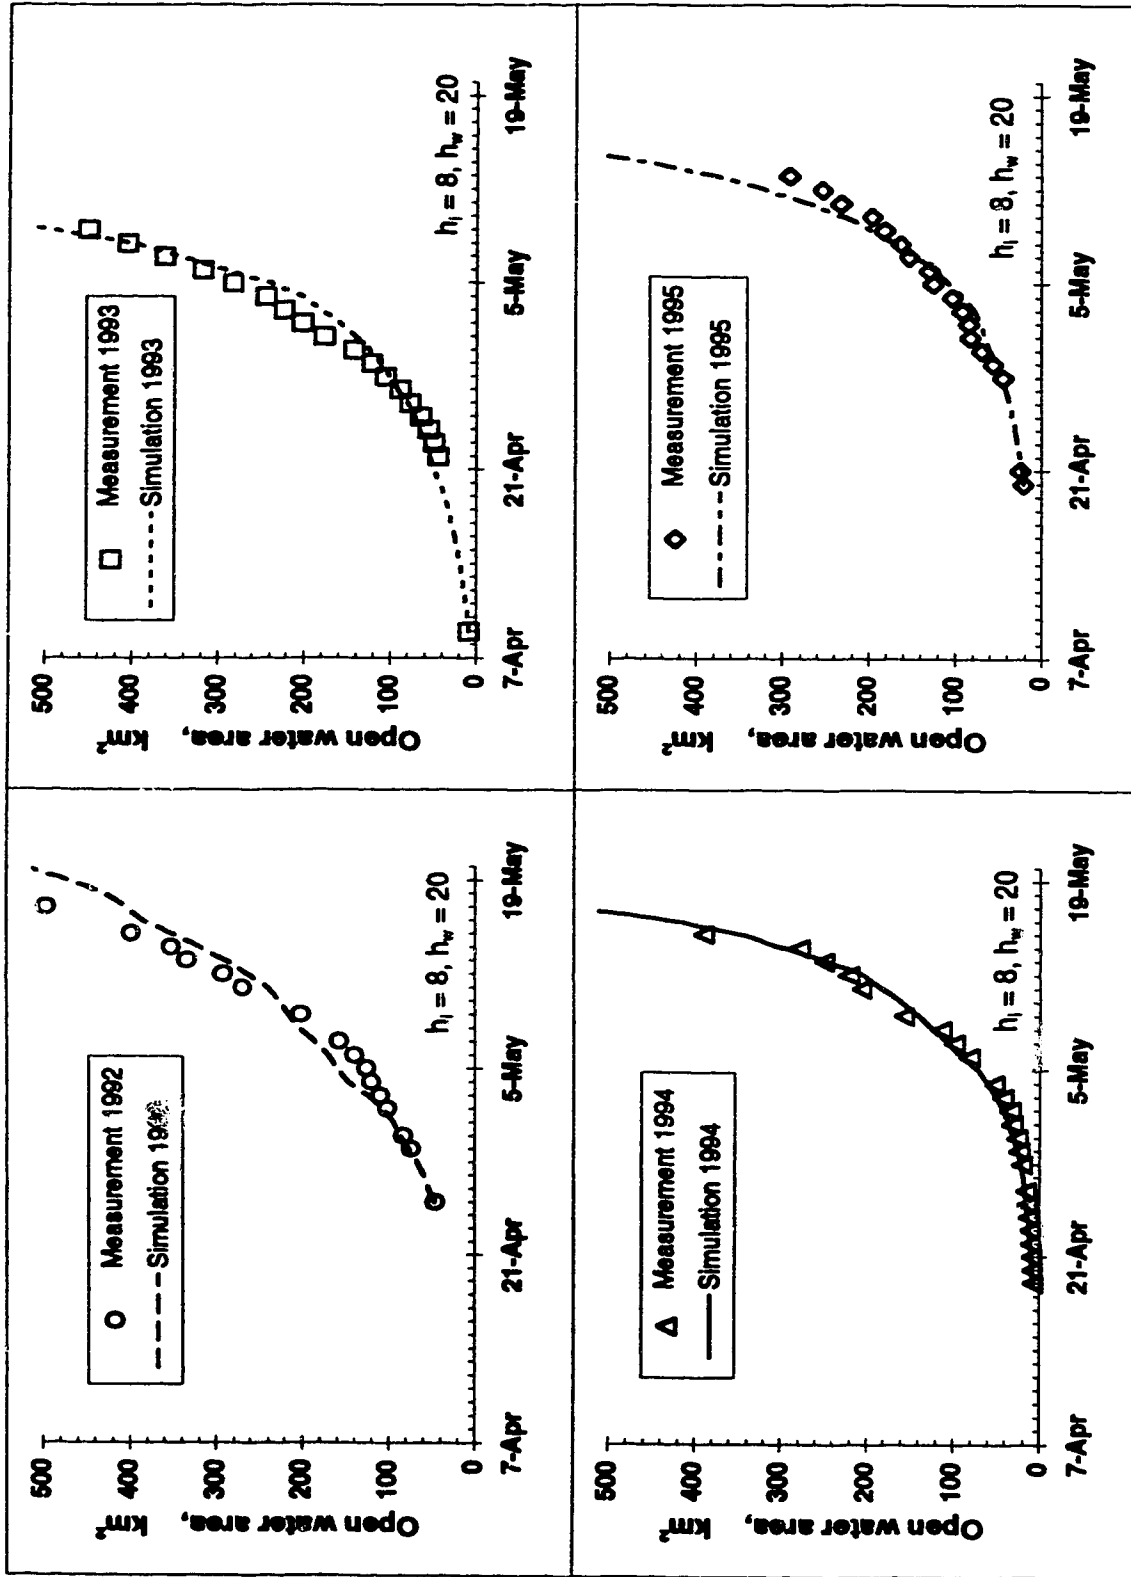 500
400
300
200
100
0
Open water area,
km²
Measurement 1992
Simulation
hᵢ = 8, h_w = 20
7-Apr
21-Apr
5-May
19-May
500
400
300
200
100
0
Open water area,
km²
Measurement 1993
Simulation 1993
hᵢ = 8, h_w = 20
7-Apr
21-Apr
5-May
19-May
500
400
300
200
100
0
Open water area,
km²
Measurement 1994
Simulation 1994
hᵢ = 8, h_w = 20
7-Apr
21-Apr
5-May
19-May
500
400
300
200
100
0
Open water area,
km²
Measurement 1995
Simulation 1995
hᵢ = 8, h_w = 20
7-Apr
21-Apr
5-May
19-May